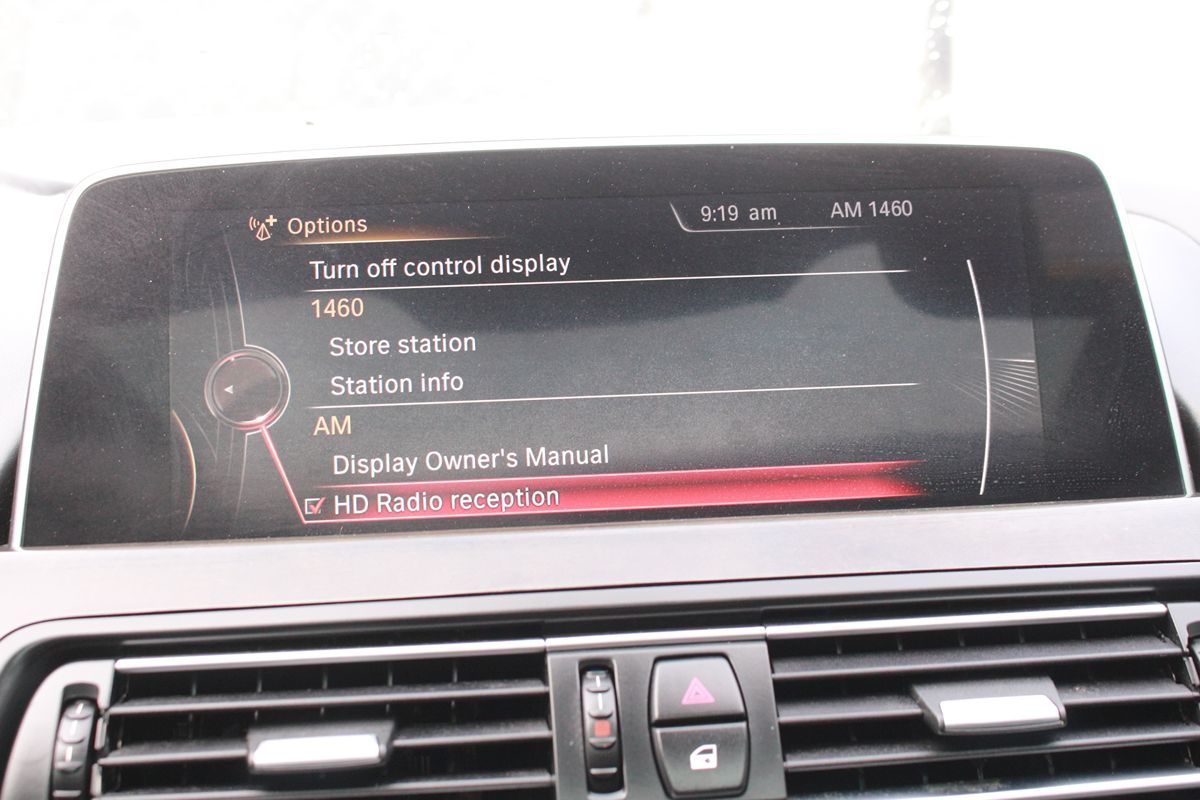 Options
9:19 am
AM 1460
Turn off control display
1460
Store station
Station info
AM
Display Owner's Manual
HD Radio reception